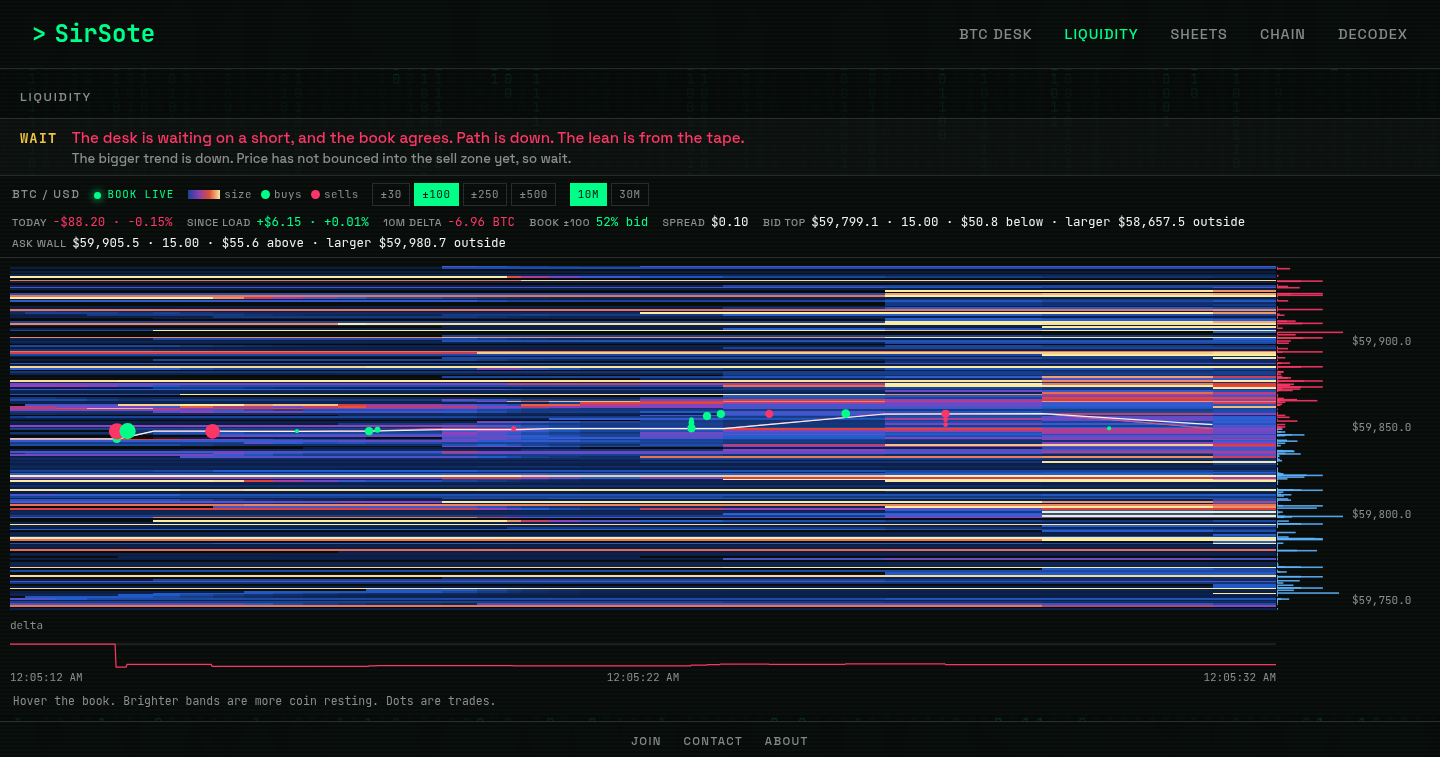 > SirSote
BTC DESK LIQUIDITY SHEETS CHAIN DECODEX
LIQUIDITY
WAIT The desk is waiting on a short, and the book agrees. Path is down. The lean is from the tape.
The bigger trend is down. Price has not bounced into the sell zone yet, so wait.
BTC / USD BOOK LIVE size buys sells ±30 ±100 ±250 ±500 10M 30M
TODAY -$88.20 · -0.15% SINCE LOAD +$6.15 · +0.01% 10M DELTA -6.96 BTC BOOK ±100 52% bid SPREAD $0.10 BID TOP $59,799.1 · 15.00 · $50.8 below · larger $58,657.5 outside
ASK WALL $59,905.5 · 15.00 · $55.6 above · larger $59,980.7 outside
$59,900.0
$59,850.0
$59,800.0
$59,750.0
delta
12:05:12 AM 12:05:22 AM 12:05:32 AM
Hover the book. Brighter bands are more coin resting. Dots are trades.
JOIN CONTACT ABOUT